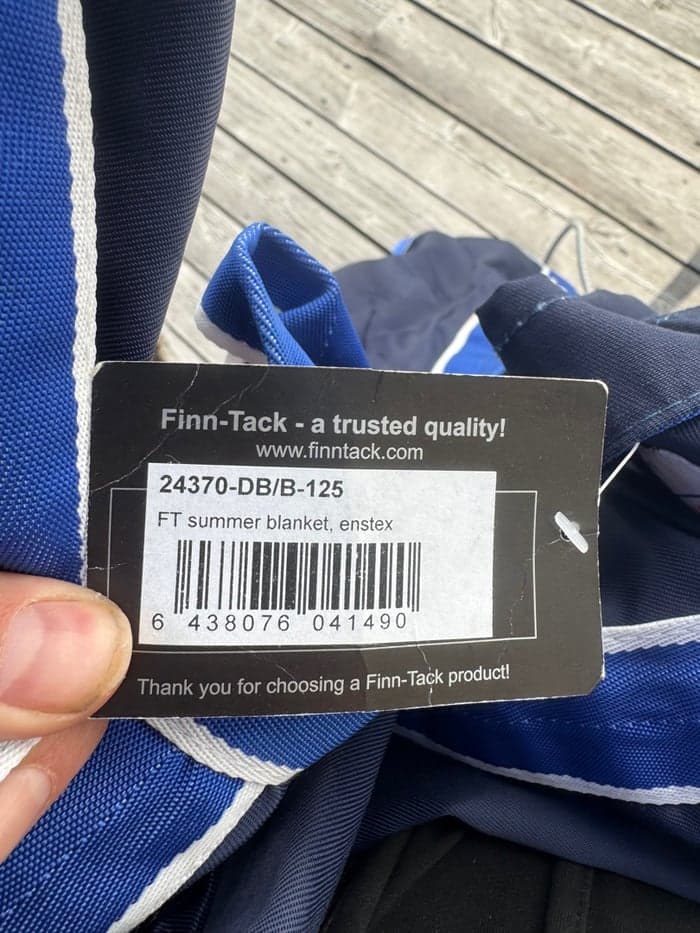 Finn-Tack - a trusted quality!
www.finntack.com
24370-DB/B-125
FT summer blanket, enstex
6 438076 041490
Thank you for choosing a Finn-Tack product!